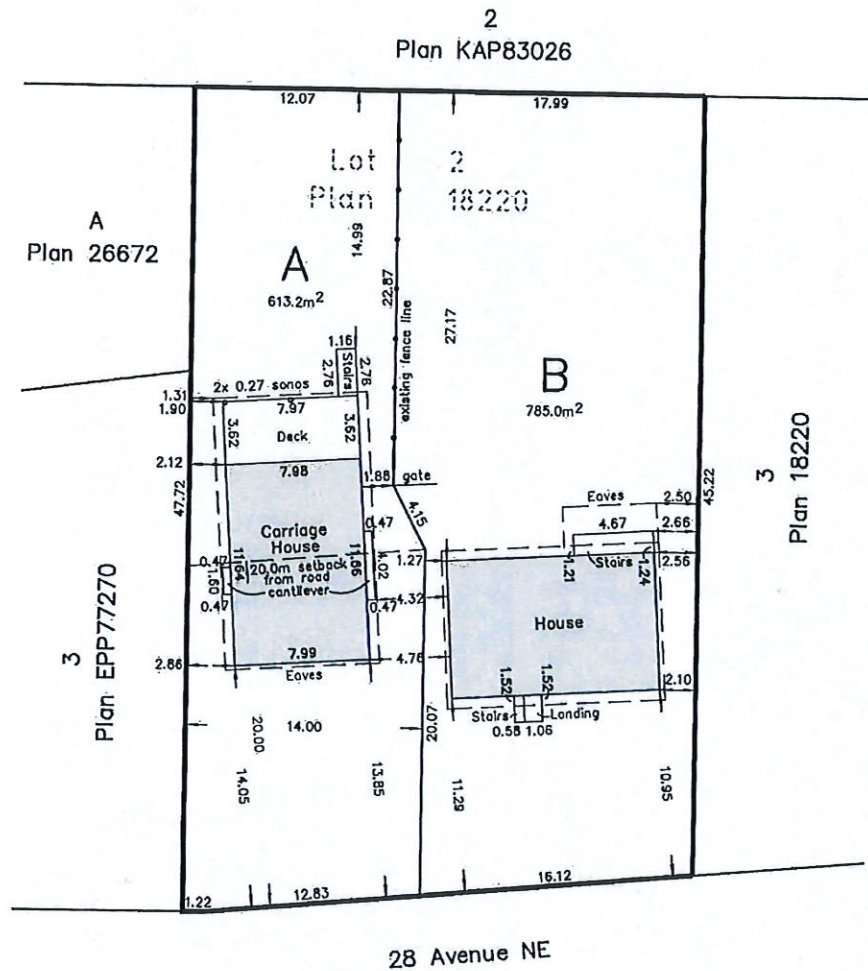 2
Plan KAP83026
12.07
17.99
Lot 2
Plan 18220
A
Plan 26672
A
613.2m²
14.99
22.87
existing fence line
27.17
B
785.0m²
1.16
Stairs
2.76
2.76
1.31
2x 0.27 sonos
1.90
7.97
3.62
Deck
3.62
2.12
7.98
1.88
gate
47.72
4.15
Eaves
2.50
45.22
3
Plan 18220
4.67
2.66
Carriage
House
0.47
0.47
11.64
11.66
4.02
20.0m setback
from road
cantilever
1.60
0.47
0.47
1.27
1.21
Stairs
1.24
2.56
4.32
House
3
Plan EPP77270
2.86
7.99
Eaves
4.76
1.52
1.52
2.10
Stairs
Landing
0.58
1.06
20.00
14.00
20.07
14.05
13.85
11.29
10.95
1.22
12.83
16.12
28 Avenue NE